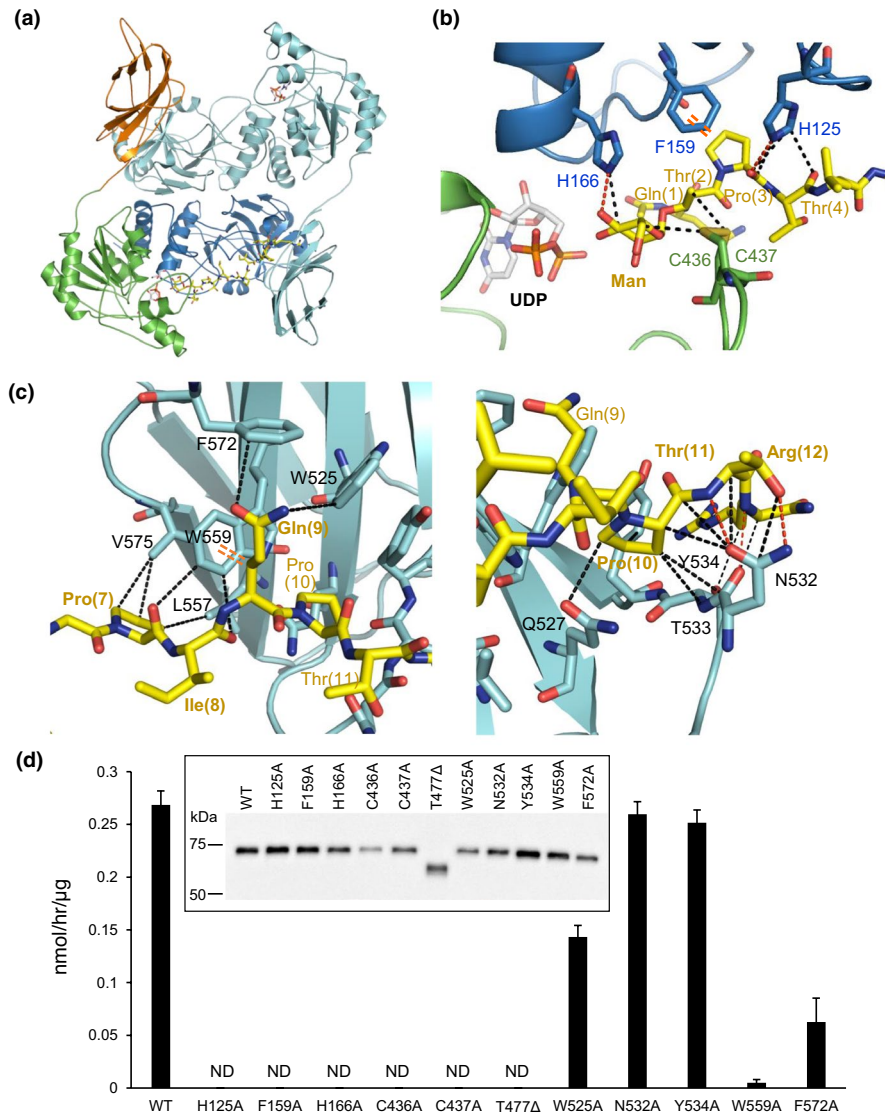 (a)
(b)
H166
F159
H125
Thr(2)
Gln(1)
Pro(3)
Thr(4)
C436
C437
Man
UDP
(c)
F572
W525
Gln(9)
V575
W559
Pro
(10)
Pro(7)
L557
Ile(8)
Thr(11)
Gln(9)
Thr(11)
Arg(12)
Pro(10)
Y534
N532
Q527
T533
(d)
nmol/hr/µg
0.3
0.25
0.2
0.15
0.1
0.05
0
WT H125A F159A H166A C436A C437A T477Δ W525A N532A Y534A W559A F572A
kDa
75
50
ND ND ND ND ND ND
WT H125A F159A H166A C436A C437A T477Δ W525A N532A Y534A W559A F572A